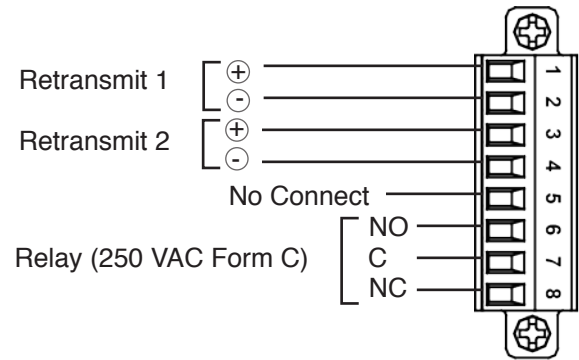 Retransmit 1
+
-
Retransmit 2
+
-
No Connect
Relay (250 VAC Form C)
NO
C
NC
1
2
3
4
5
6
7
8